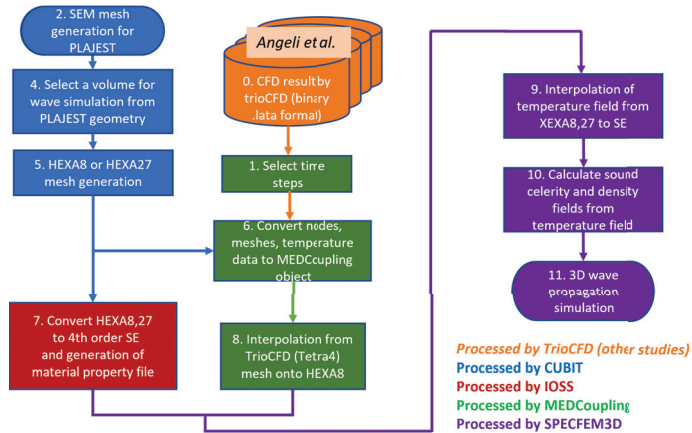 2. SEM mesh
generation for
PLAJEST
4. Select a volume for
wave simulation from
PLAJEST geometry
5. HEXA8 or HEXA27
mesh generation
7. Convert HEXA8,27
to 4th order SE
and generation of
material property file
Angeli et al.
0. CFD result by
trioCFD (binary
.lata format)
1. Select time
steps
6. Convert nodes,
meshes, temperature
data to MEDCoupling
object
8. Interpolation from
TrioCFD (Tetra4)
mesh onto HEXA8
9. Interpolation of
temperature field from
XEXA8,27 to SE
10. Calculate sound
celerity and density
fields from
temperature field
11. 3D wave
propagation
simulation
Processed by TrioCFD (other studies)
Processed by CUBIT
Processed by IOSS
Processed by MEDCoupling
Processed by SPECFEM3D